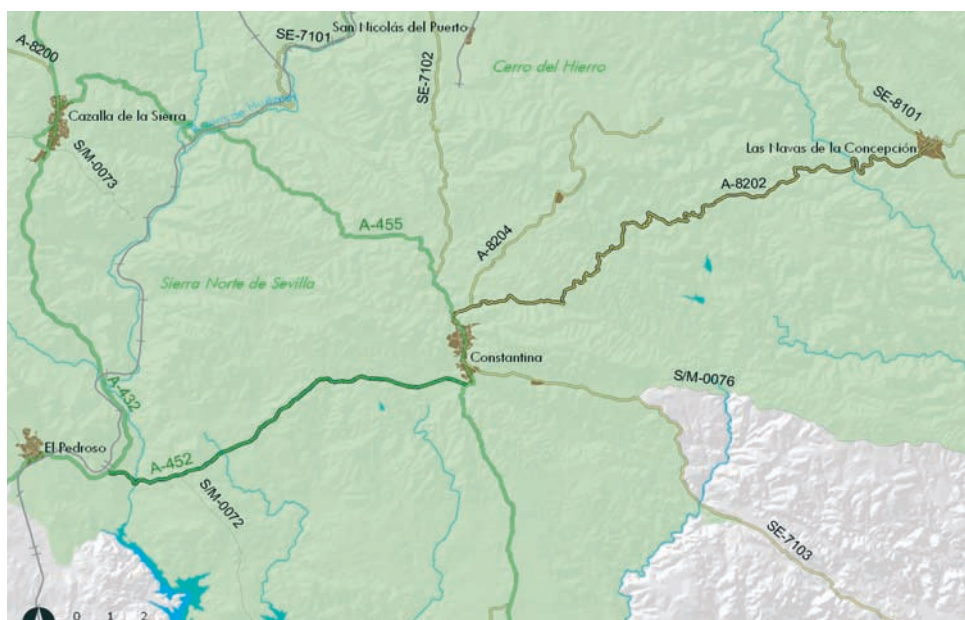 San Nicolás del Puerto
SE-7101
A-8200
SE-7102
Cerro del Hierro
Cazalla de la Sierra
SE-8101
Las Navas de la Concepción
S/M-0073
A-8202
A-455
A-8204
Sierra Norte de Sevilla
Constantina
S/M-0076
A-432
El Pedroso
A-452
S/M-0072
SE-7103
0 1 2